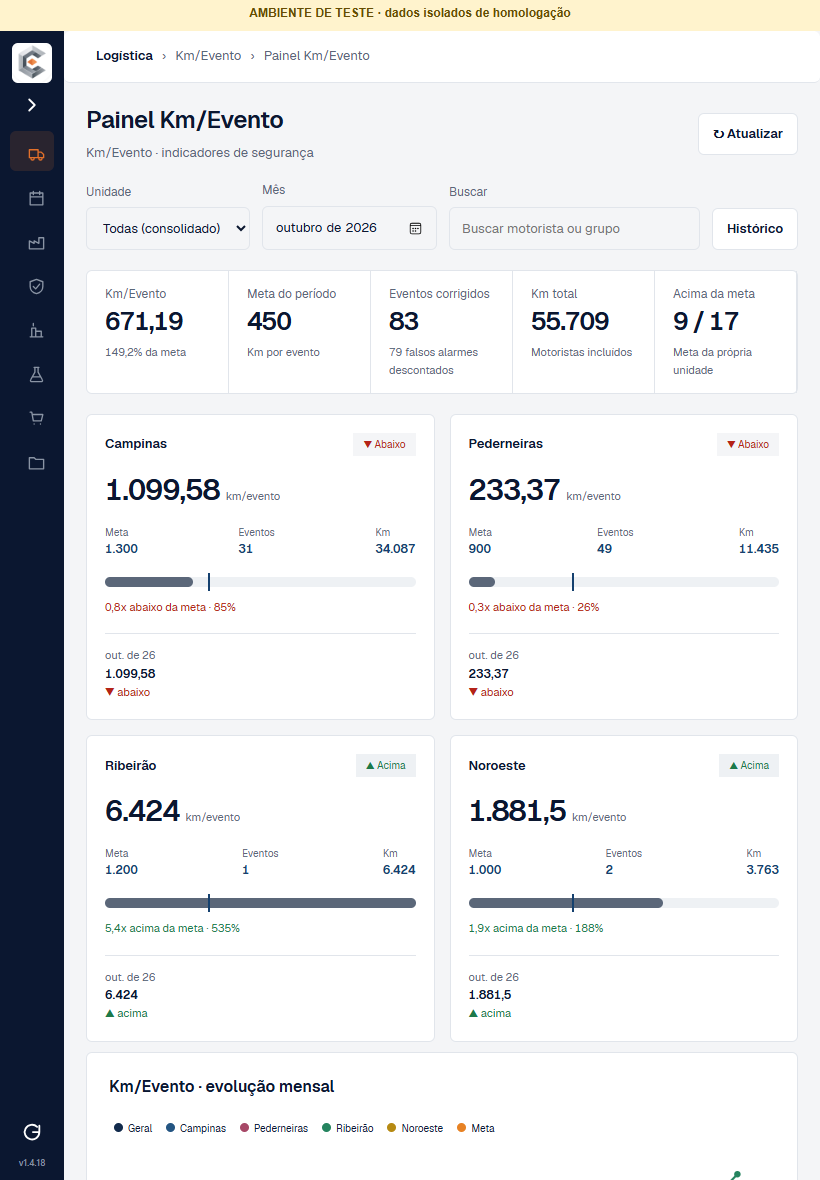 AMBIENTE DE TESTE · dados isolados de homologação
Logística › Km/Evento › Painel Km/Evento
Painel Km/Evento
Km/Evento · indicadores de segurança
↻ Atualizar
Unidade
Mês
Buscar
Todas (consolidado)
outubro de 2026
Buscar motorista ou grupo
Histórico
Km/Evento
671,19
149,2% da meta
Meta do período
450
Km por evento
Eventos corrigidos
83
79 falsos alarmes
descontados
Km total
55.709
Motoristas incluídos
Acima da meta
9 / 17
Meta da própria
unidade
Campinas
▼ Abaixo
1.099,58 km/evento
Meta Eventos Km
1.300 31 34.087
0,8x abaixo da meta · 85%
out. de 26
1.099,58
▼ abaixo
Pederneiras
▼ Abaixo
233,37 km/evento
Meta Eventos Km
900 49 11.435
0,3x abaixo da meta · 26%
out. de 26
233,37
▼ abaixo
Ribeirão
▲ Acima
6.424 km/evento
Meta Eventos Km
1.200 1 6.424
5,4x acima da meta · 535%
out. de 26
6.424
▲ acima
Noroeste
▲ Acima
1.881,5 km/evento
Meta Eventos Km
1.000 2 3.763
1,9x acima da meta · 188%
out. de 26
1.881,5
▲ acima
Km/Evento · evolução mensal
Geral Campinas Pederneiras Ribeirão Noroeste Meta
v1.4.18